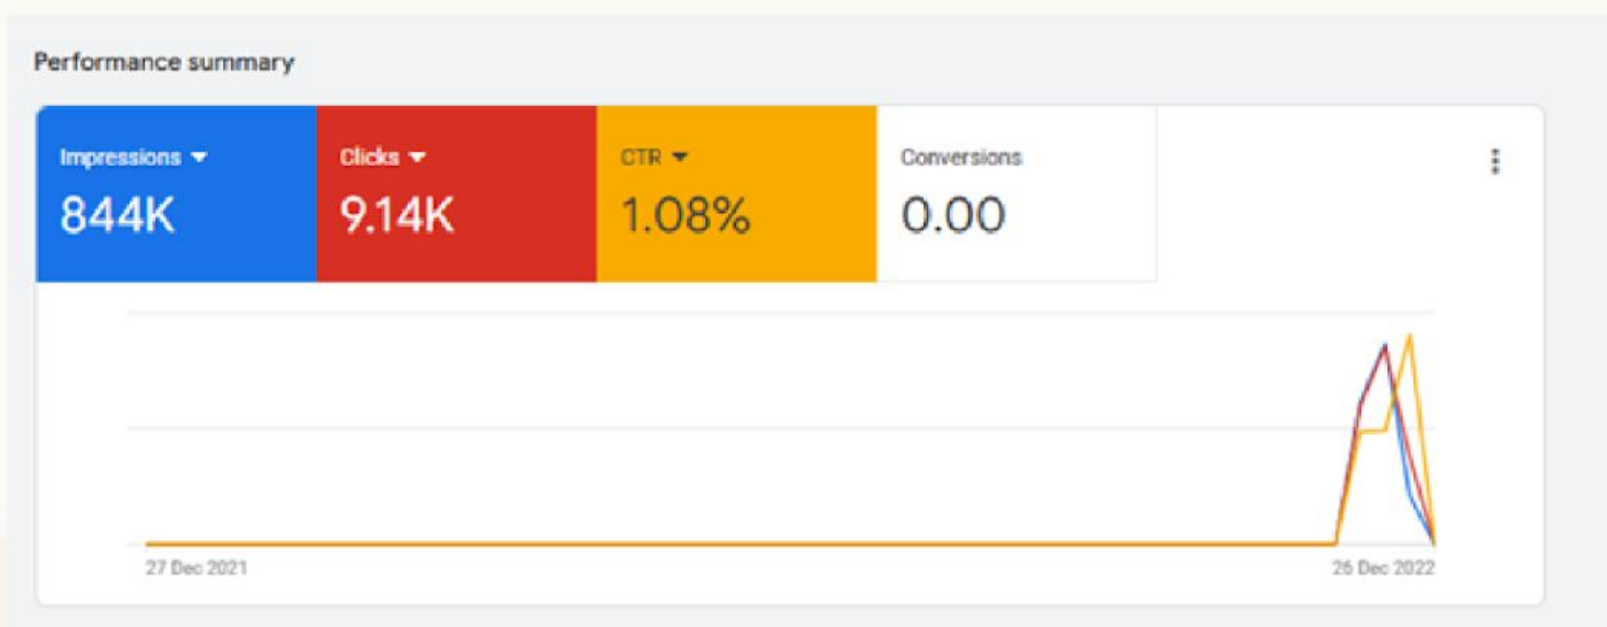 Performance summary
Impressions
844K
Clicks
9.14K
CTR
1.08%
Conversions
0.00
27 Dec 2021
26 Dec 2022